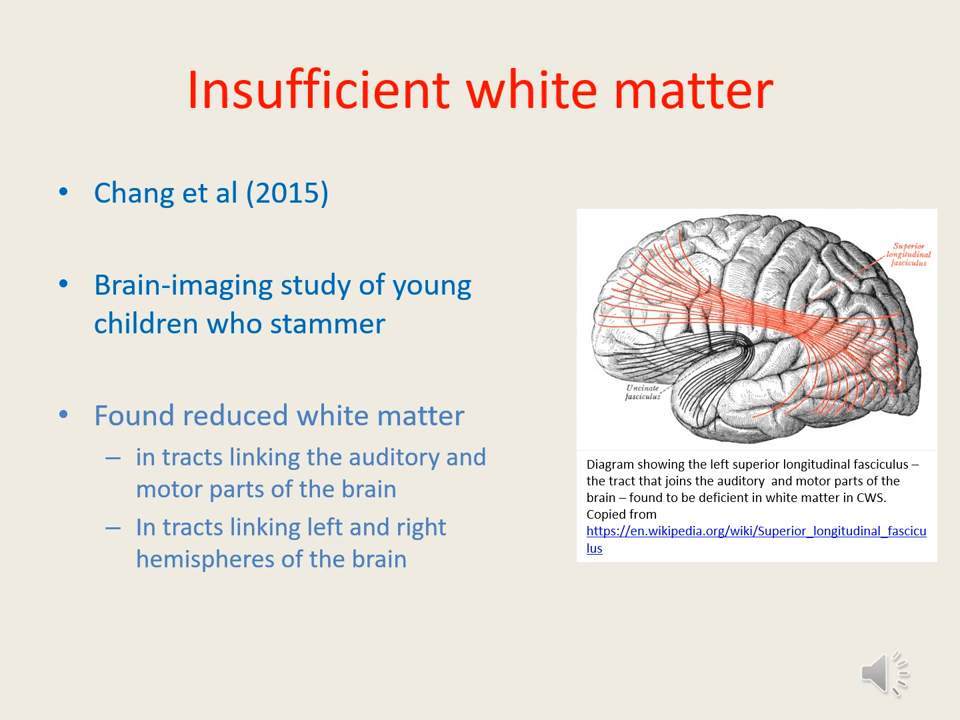 Insufficient white matter
• Chang et al (2015)
• Brain-imaging study of young
children who stammer
• Found reduced white matter
– in tracts linking the auditory and
motor parts of the brain
– In tracts linking left and right
hemispheres of the brain
Superior
longitudinal
fasciculus
Uncinate
fasciculus
Diagram showing the left superior longitudinal fasciculus –
the tract that joins the auditory and motor parts of the
brain – found to be deficient in white matter in CWS.
Copied from
https://en.wikipedia.org/wiki/Superior_longitudinal_fascicu
lus